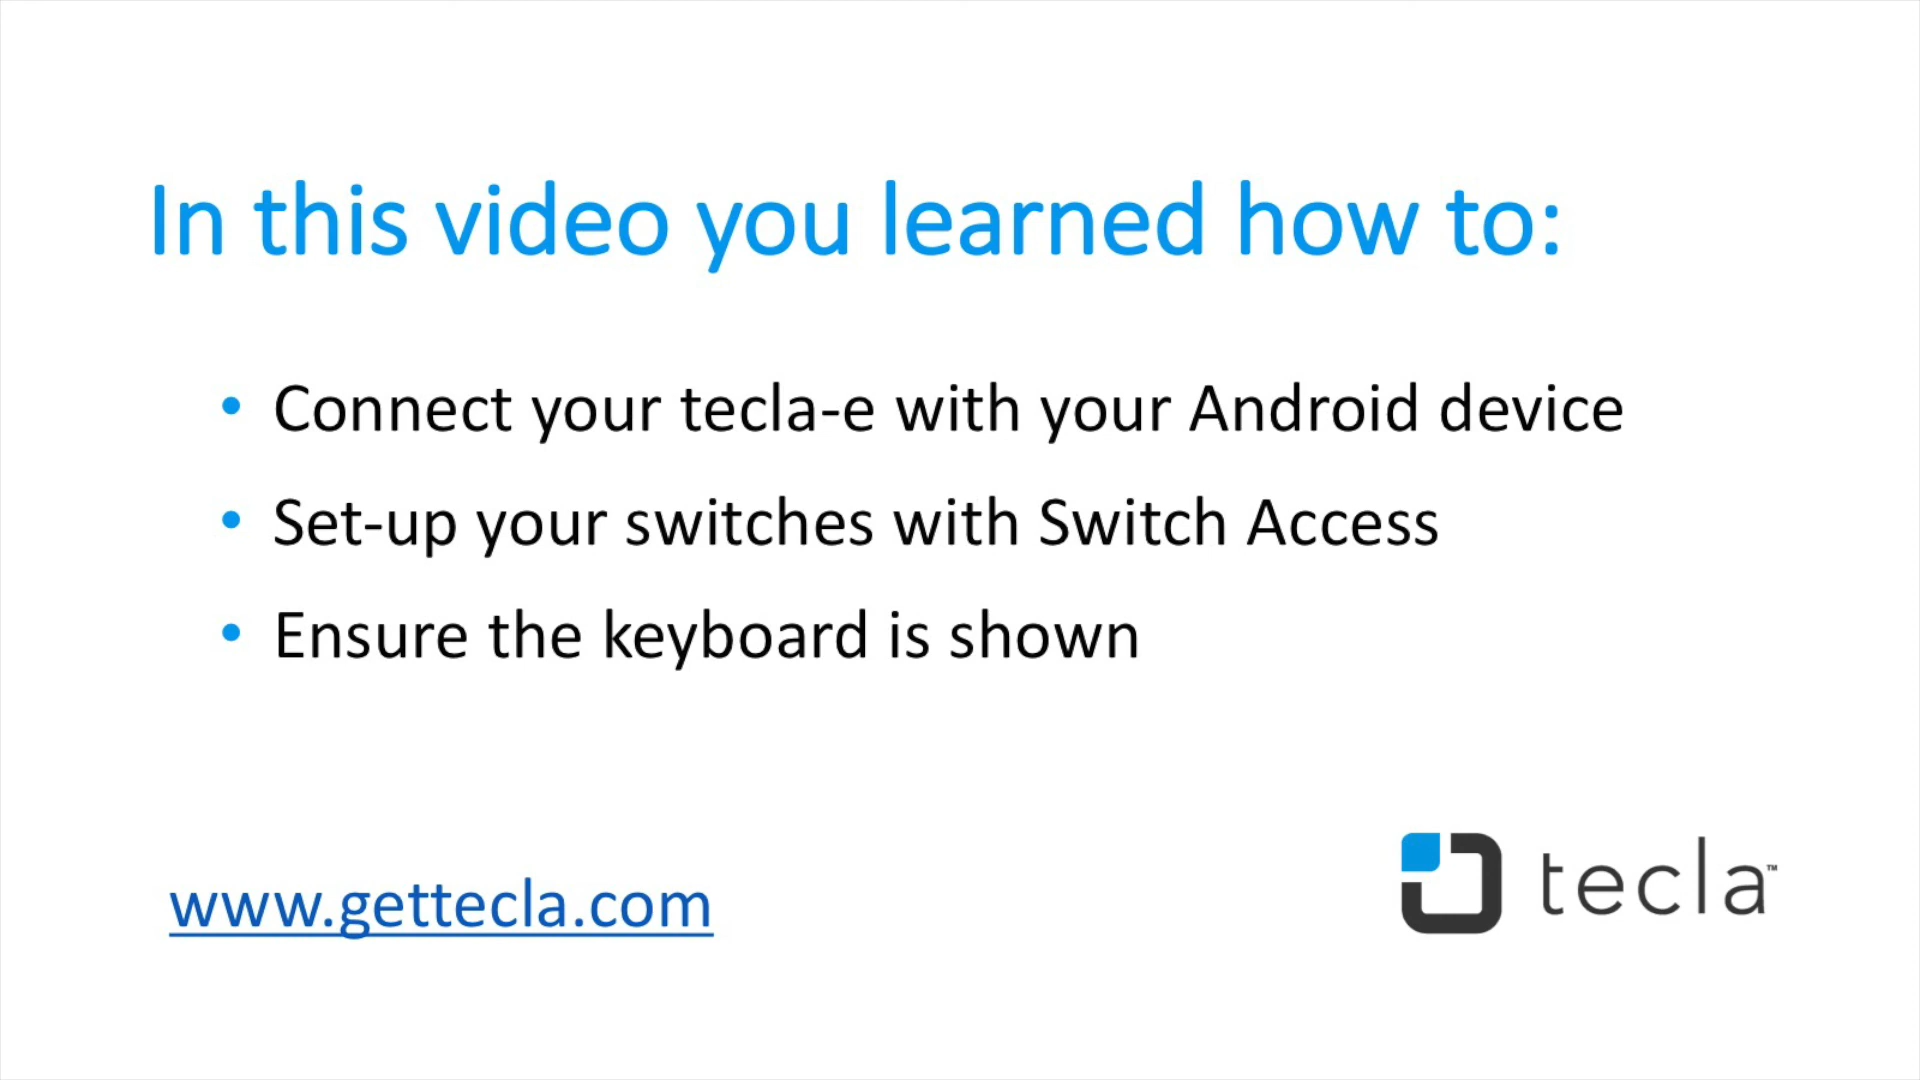 In this video you learned how to:
• Connect your tecla-e with your Android device
• Set-up your switches with Switch Access
• Ensure the keyboard is shown
www.gettecla.com
tecla™